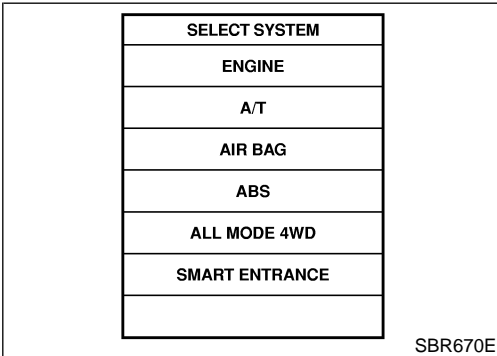 SELECT SYSTEM
ENGINE
A/T
AIR BAG
ABS
ALL MODE 4WD
SMART ENTRANCE
SBR670E